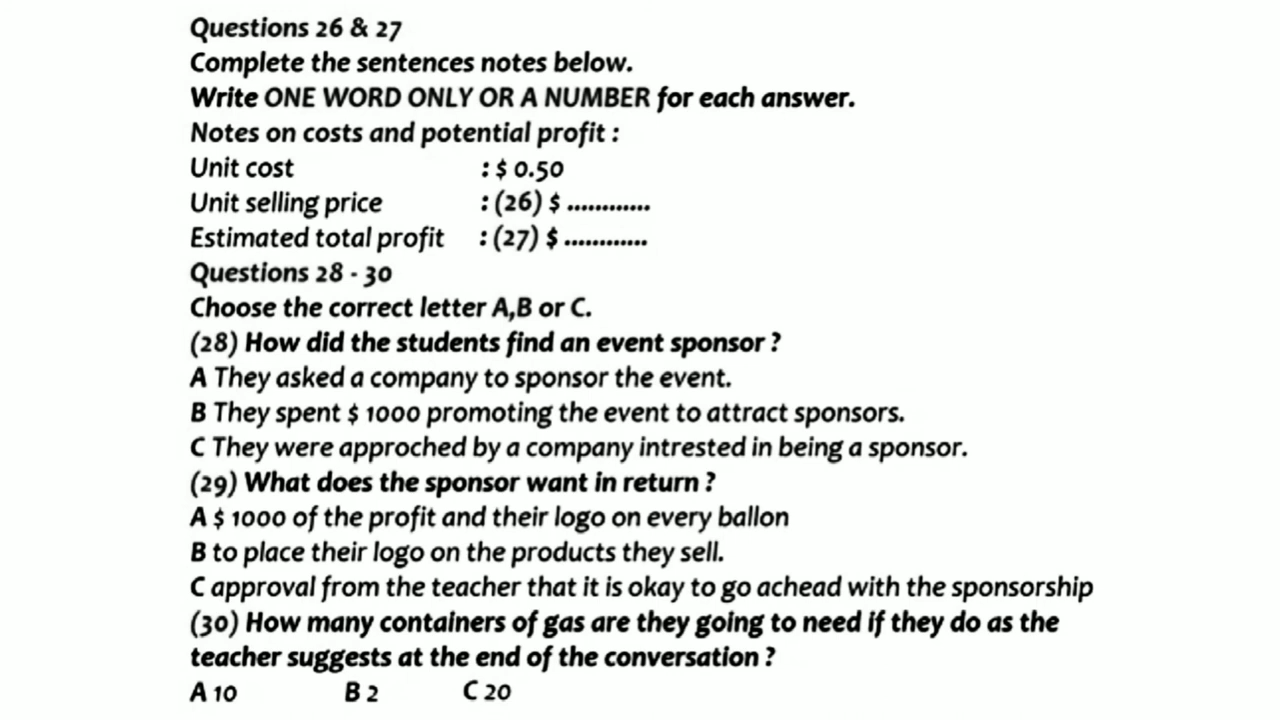 Questions 26 & 27
Complete the sentences notes below.
Write ONE WORD ONLY OR A NUMBER for each answer.
Notes on costs and potential profit :
Unit cost : $ 0.50
Unit selling price : (26) $ ............
Estimated total profit : (27) $ ............
Questions 28 - 30
Choose the correct letter A,B or C.
(28) How did the students find an event sponsor ?
A They asked a company to sponsor the event.
B They spent $ 1000 promoting the event to attract sponsors.
C They were approched by a company intrested in being a sponsor.
(29) What does the sponsor want in return ?
A $ 1000 of the profit and their logo on every ballon
B to place their logo on the products they sell.
C approval from the teacher that it is okay to go achead with the sponsorship
(30) How many containers of gas are they going to need if they do as the
teacher suggests at the end of the conversation ?
A 10 B 2 C 20